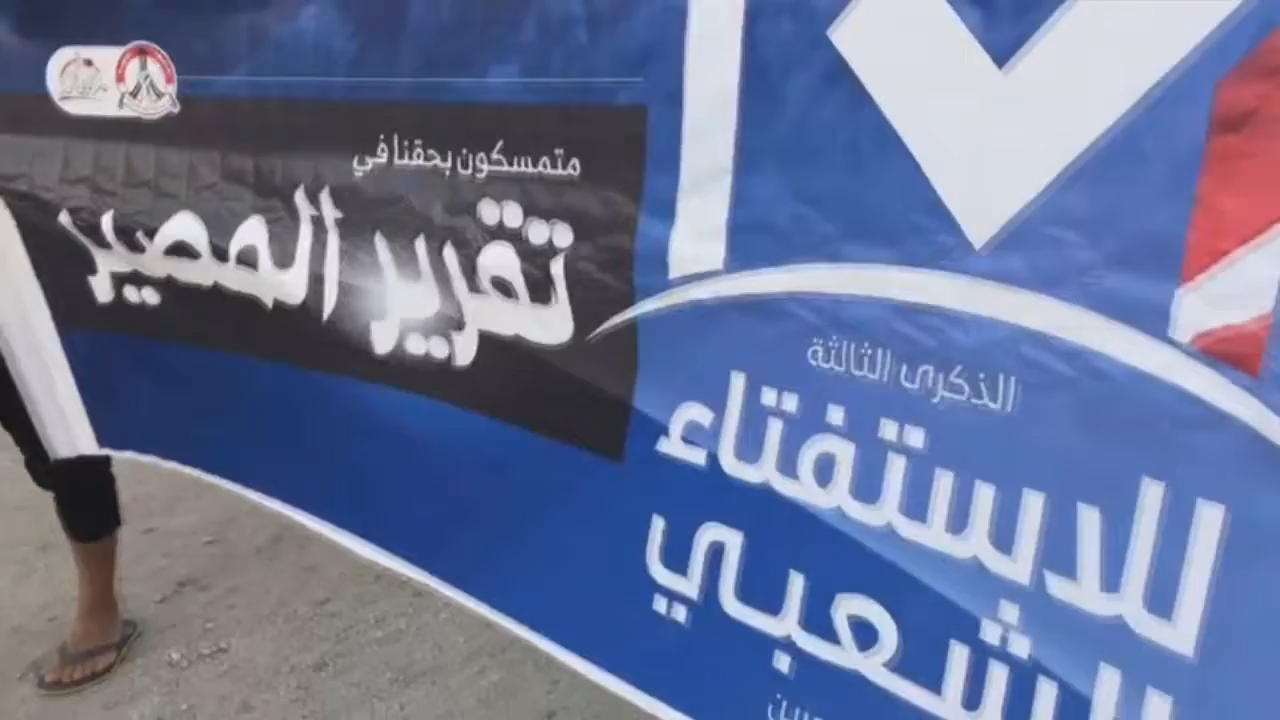 متمسكون بحقنا في
تقرير المصير
الذكرى الثالثة
للاستفتاء
الشعبي